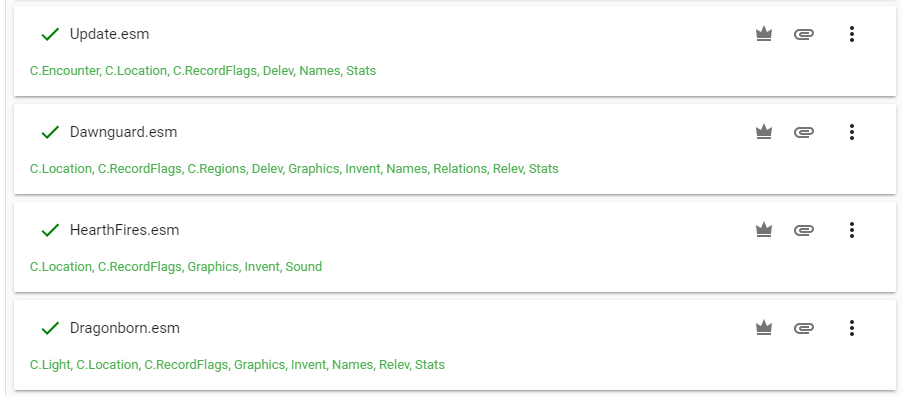 Update.esm
C.Encounter, C.Location, C.RecordFlags, Delev, Names, Stats
Dawnguard.esm
C.Location, C.RecordFlags, C.Regions, Delev, Graphics, Invent, Names, Relations, Relev, Stats
HearthFires.esm
C.Location, C.RecordFlags, Graphics, Invent, Sound
Dragonborn.esm
C.Light, C.Location, C.RecordFlags, Graphics, Invent, Names, Relev, Stats